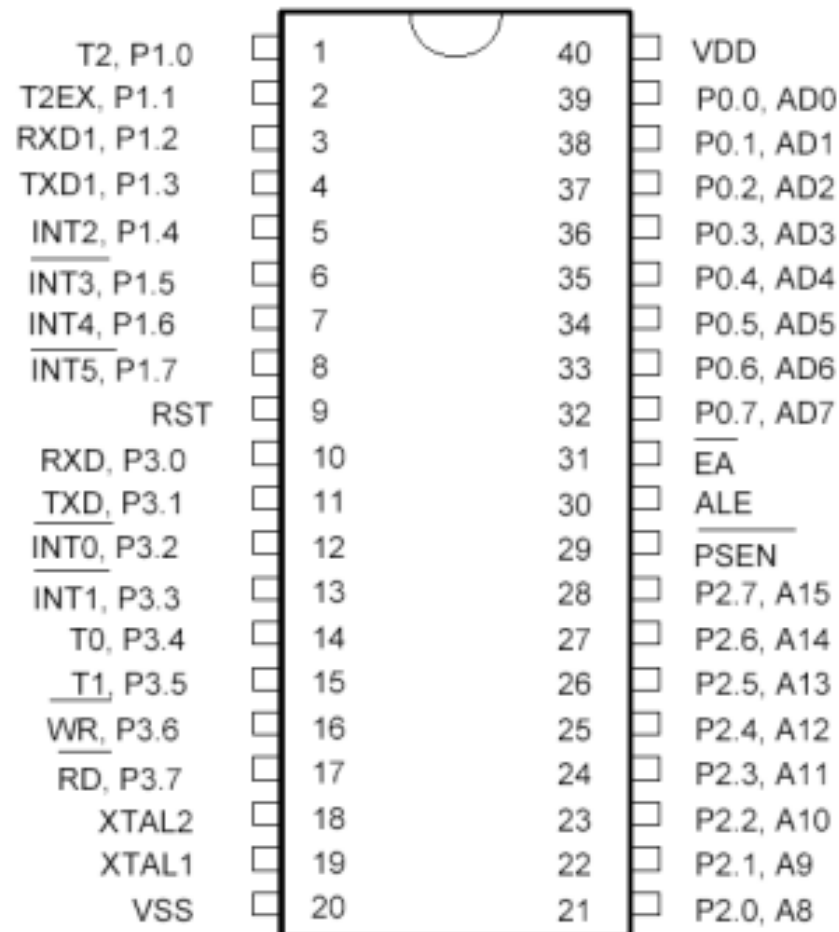 T2, P1.0 1 40 VDD
T2EX, P1.1 2 39 P0.0, AD0
RXD1, P1.2 3 38 P0.1, AD1
TXD1, P1.3 4 37 P0.2, AD2
INT2, P1.4 5 36 P0.3, AD3
INT3, P1.5 6 35 P0.4, AD4
INT4, P1.6 7 34 P0.5, AD5
INT5, P1.7 8 33 P0.6, AD6
RST 9 32 P0.7, AD7
RXD, P3.0 10 31 EA
TXD, P3.1 11 30 ALE
INT0, P3.2 12 29 PSEN
INT1, P3.3 13 28 P2.7, A15
T0, P3.4 14 27 P2.6, A14
T1, P3.5 15 26 P2.5, A13
WR, P3.6 16 25 P2.4, A12
RD, P3.7 17 24 P2.3, A11
XTAL2 18 23 P2.2, A10
XTAL1 19 22 P2.1, A9
VSS 20 21 P2.0, A8